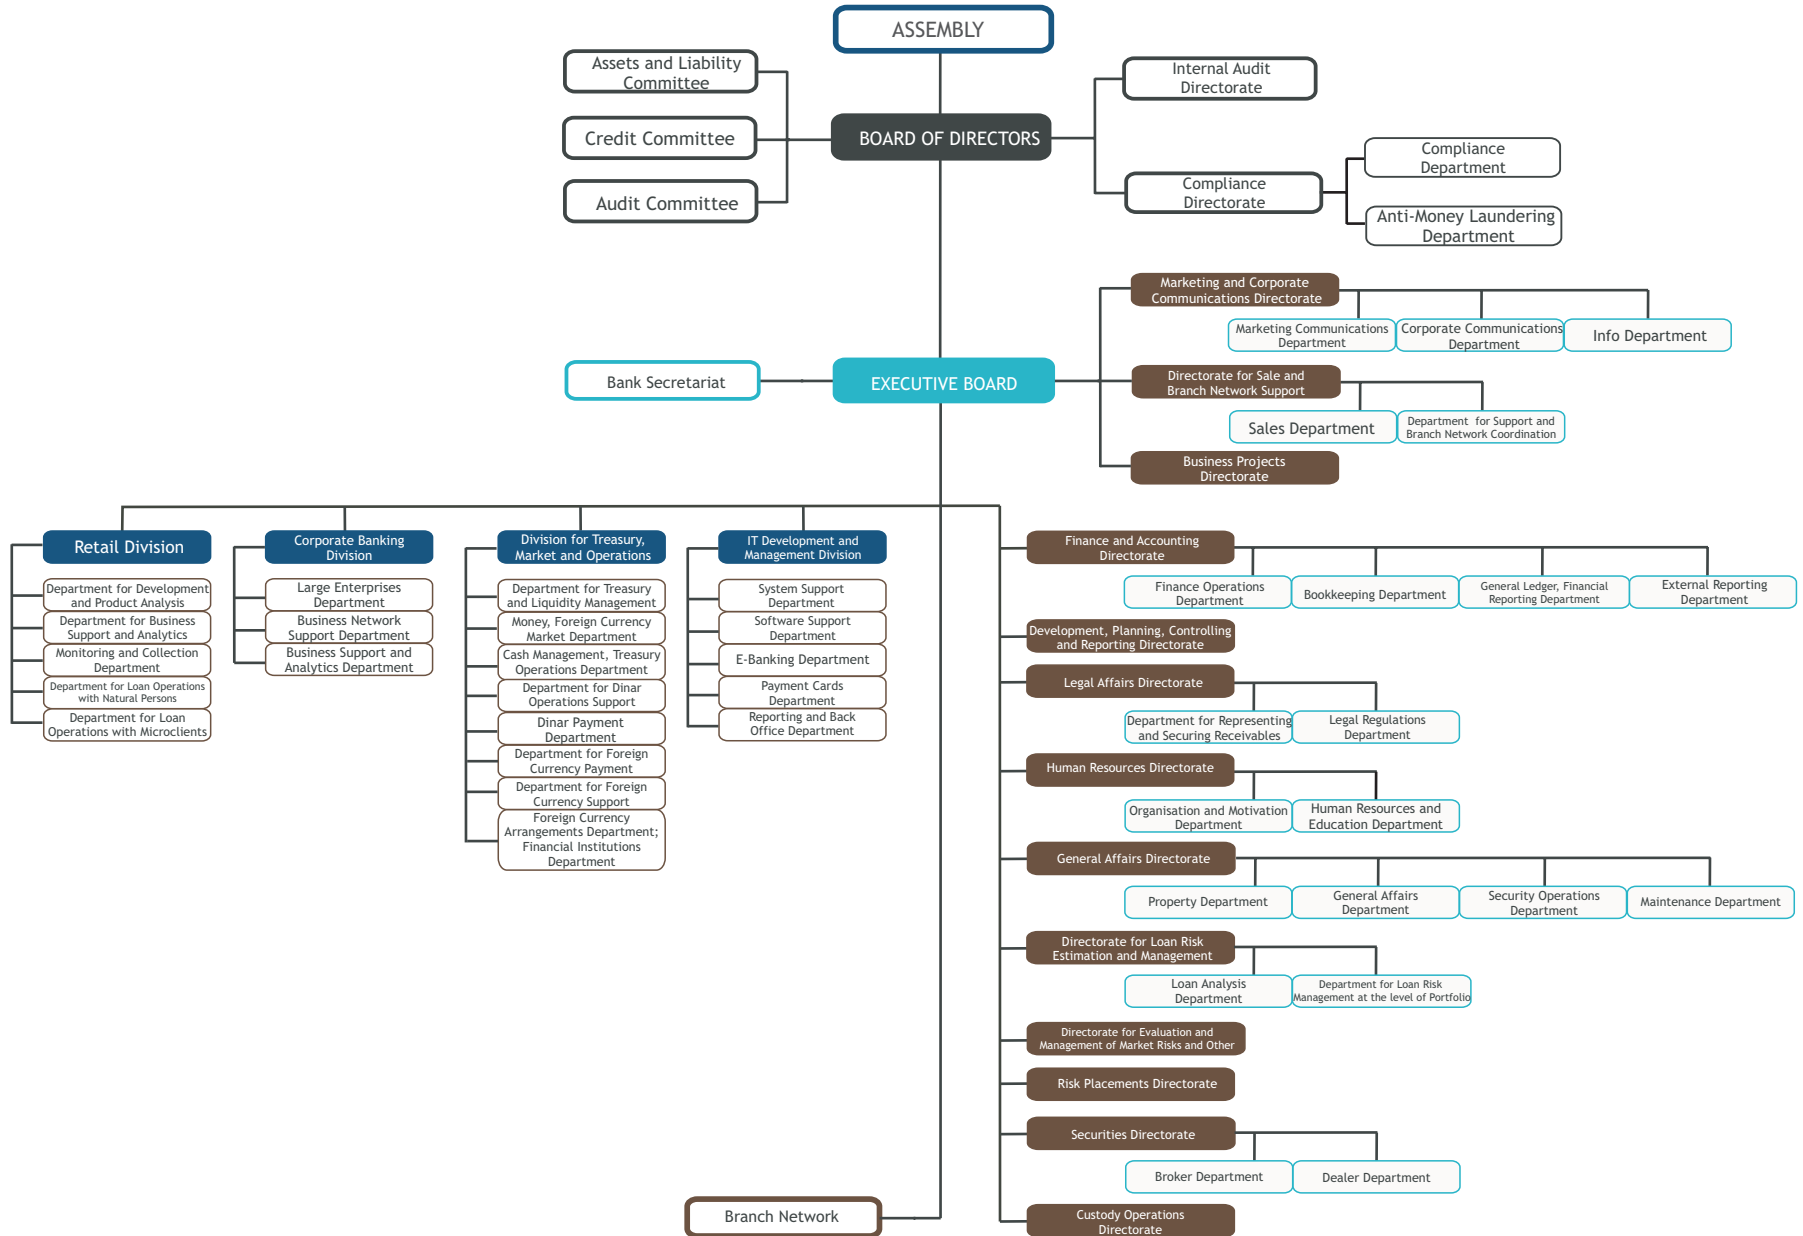 ASSEMBLY
Assets and Liability
Committee
Credit Committee
Audit Committee
BOARD OF DIRECTORS
Internal Audit
Directorate
Compliance
Directorate
Compliance
Department
Anti-Money Laundering
Department
Marketing and Corporate
Communications Directorate
Marketing Communications
Department
Corporate Communications
Department
Info Department
Bank Secretariat
EXECUTIVE BOARD
Directorate for Sale and
Branch Network Support
Sales Department
Department for Support and
Branch Network Coordination
Business Projects
Directorate
Retail Division
Department for Development
and Product Analysis
Department for Business
Support and Analytics
Monitoring and Collection
Department
Department for Loan Operations
with Natural Persons
Department for Loan
Operations with Microclients
Corporate Banking
Division
Large Enterprises
Department
Business Network
Support Department
Business Support and
Analytics Department
Division for Treasury,
Market and Operations
Department for Treasury
and Liquidity Management
Money, Foreign Currency
Market Department
Cash Management, Treasury
Operations Department
Department for Dinar
Operations Support
Dinar Payment
Department
Department for Foreign
Currency Payment
Department for Foreign
Currency Support
Foreign Currency
Arrangements Department;
Financial Institutions
Department
IT Development and
Management Division
System Support
Department
Software Support
Department
E-Banking Department
Payment Cards
Department
Reporting and Back
Office Department
Finance and Accounting
Directorate
Finance Operations
Department
Bookkeeping Department
General Ledger, Financial
Reporting Department
External Reporting
Department
Development, Planning, Controlling
and Reporting Directorate
Legal Affairs Directorate
Department for Representing
and Securing Receivables
Legal Regulations
Department
Human Resources Directorate
Organisation and Motivation
Department
Human Resources and
Education Department
General Affairs Directorate
Property Department
General Affairs
Department
Security Operations
Department
Maintenance Department
Directorate for Loan Risk
Estimation and Management
Loan Analysis
Department
Department for Loan Risk
Management at the level of Portfolio
Directorate for Evaluation and
Management of Market Risks and Other
Risk Placements Directorate
Securities Directorate
Broker Department
Dealer Department
Custody Operations
Directorate
Branch Network